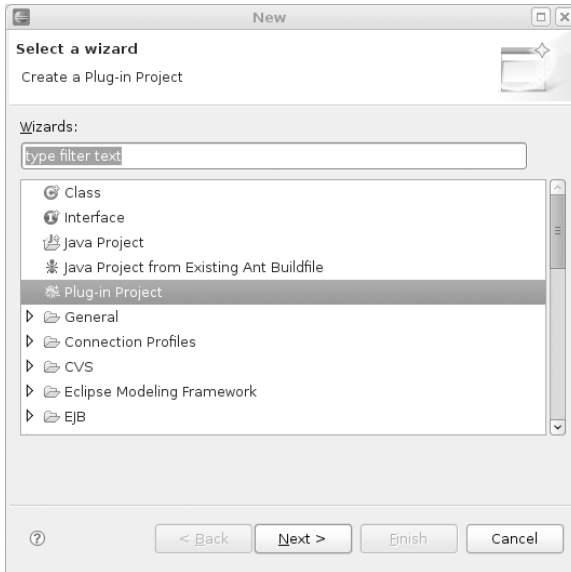 New
Select a wizard
Create a Plug-in Project
Wizards:
type filter text
Class
Interface
Java Project
Java Project from Existing Ant Buildfile
Plug-in Project
General
Connection Profiles
CVS
Eclipse Modeling Framework
EJB
? < Back Next > Finish Cancel